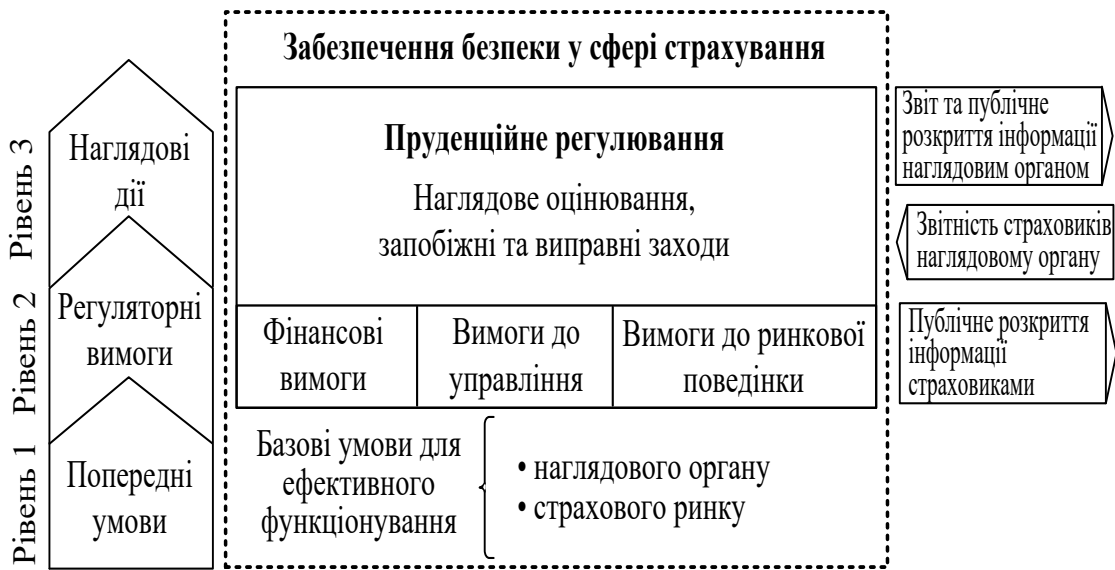 Забезпечення безпеки у сфері страхування
Рівень 3
Наглядові
дії
Пруденційне регулювання
Наглядове оцінювання,
запобіжні та виправні заходи
Звіт та публічне
розкриття інформації
наглядовим органом
Звітність страховиків
наглядовому органу
Рівень 2
Регуляторні
вимоги
Фінансові
вимоги
Вимоги до
управління
Вимоги до ринкової
поведінки
Публічне розкриття
інформації
страховиками
Рівень 1
Попередні
умови
Базові умови для
ефективного
функціонування
• наглядового органу
• страхового ринку